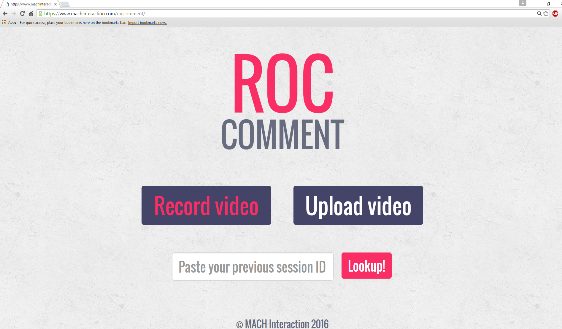 ROC
COMMENT
Record video
Upload video
Paste your previous session ID
Lookup!
© MACH Interaction 2016